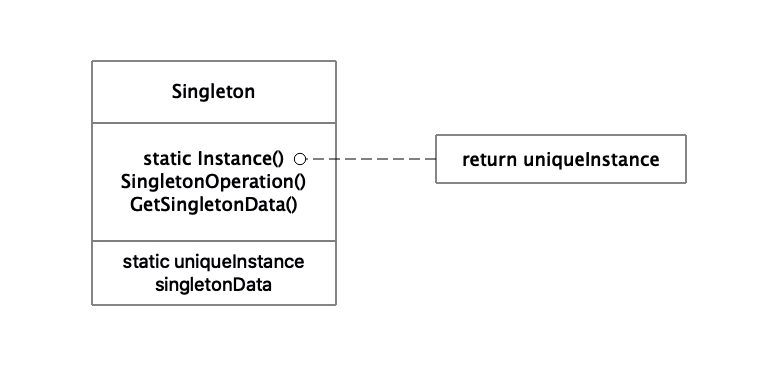 Singleton
static Instance()
return uniqueInstance
SingletonOperation()
GetSingletonData()
static uniqueInstance
singletonData